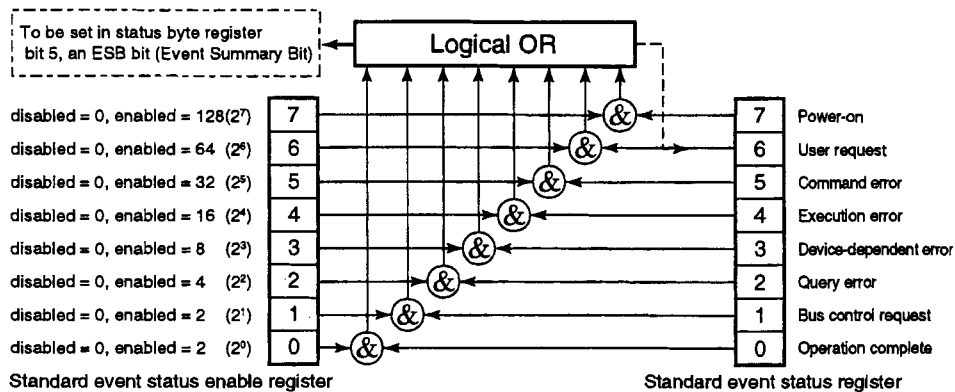 To be set in status byte register
bit 5, an ESB bit (Event Summary Bit)
Logical OR
disabled = 0, enabled = 128(2⁷) 7 & 7 Power-on
disabled = 0, enabled = 64 (2⁶) 6 & 6 User request
disabled = 0, enabled = 32 (2⁵) 5 & 5 Command error
disabled = 0, enabled = 16 (2⁴) 4 & 4 Execution error
disabled = 0, enabled = 8 (2³) 3 & 3 Device-dependent error
disabled = 0, enabled = 4 (2²) 2 & 2 Query error
disabled = 0, enabled = 2 (2¹) 1 & 1 Bus control request
disabled = 0, enabled = 2 (2⁰) 0 & 0 Operation complete
Standard event status enable register Standard event status register